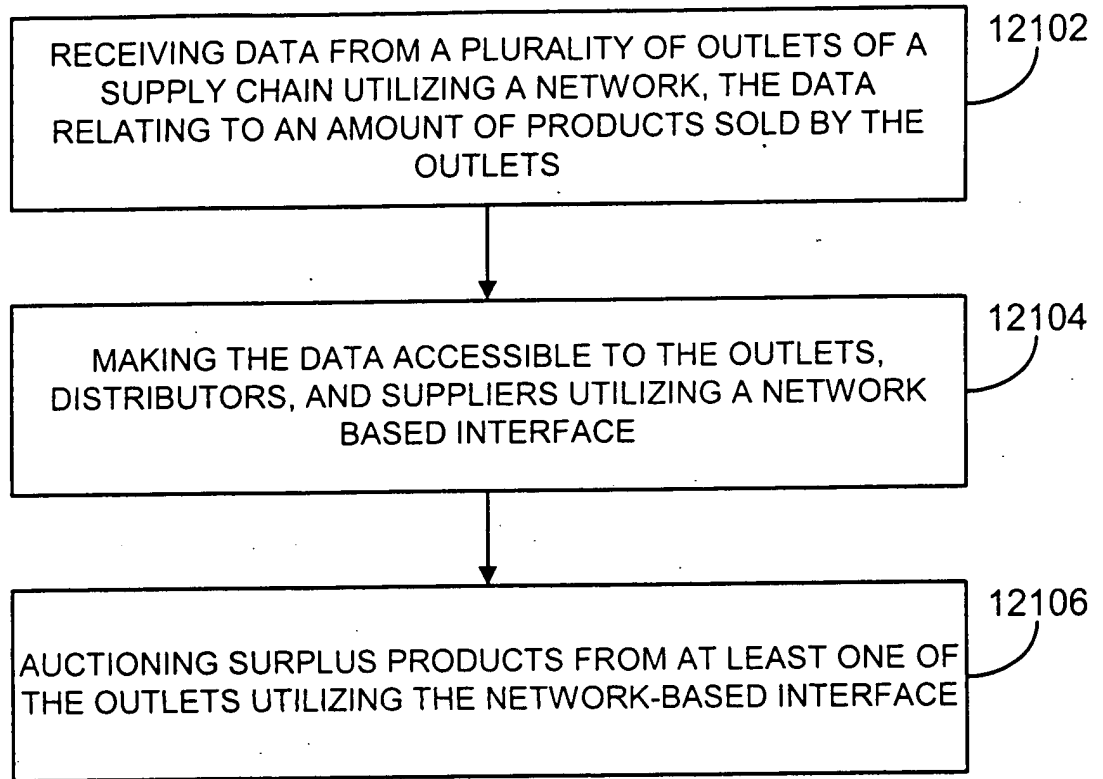 RECEIVING DATA FROM A PLURALITY OF OUTLETS OF A
SUPPLY CHAIN UTILIZING A NETWORK, THE DATA
RELATING TO AN AMOUNT OF PRODUCTS SOLD BY THE
OUTLETS
12102
MAKING THE DATA ACCESSIBLE TO THE OUTLETS,
DISTRIBUTORS, AND SUPPLIERS UTILIZING A NETWORK
BASED INTERFACE
12104
AUCTIONING SURPLUS PRODUCTS FROM AT LEAST ONE OF
THE OUTLETS UTILIZING THE NETWORK-BASED INTERFACE
12106